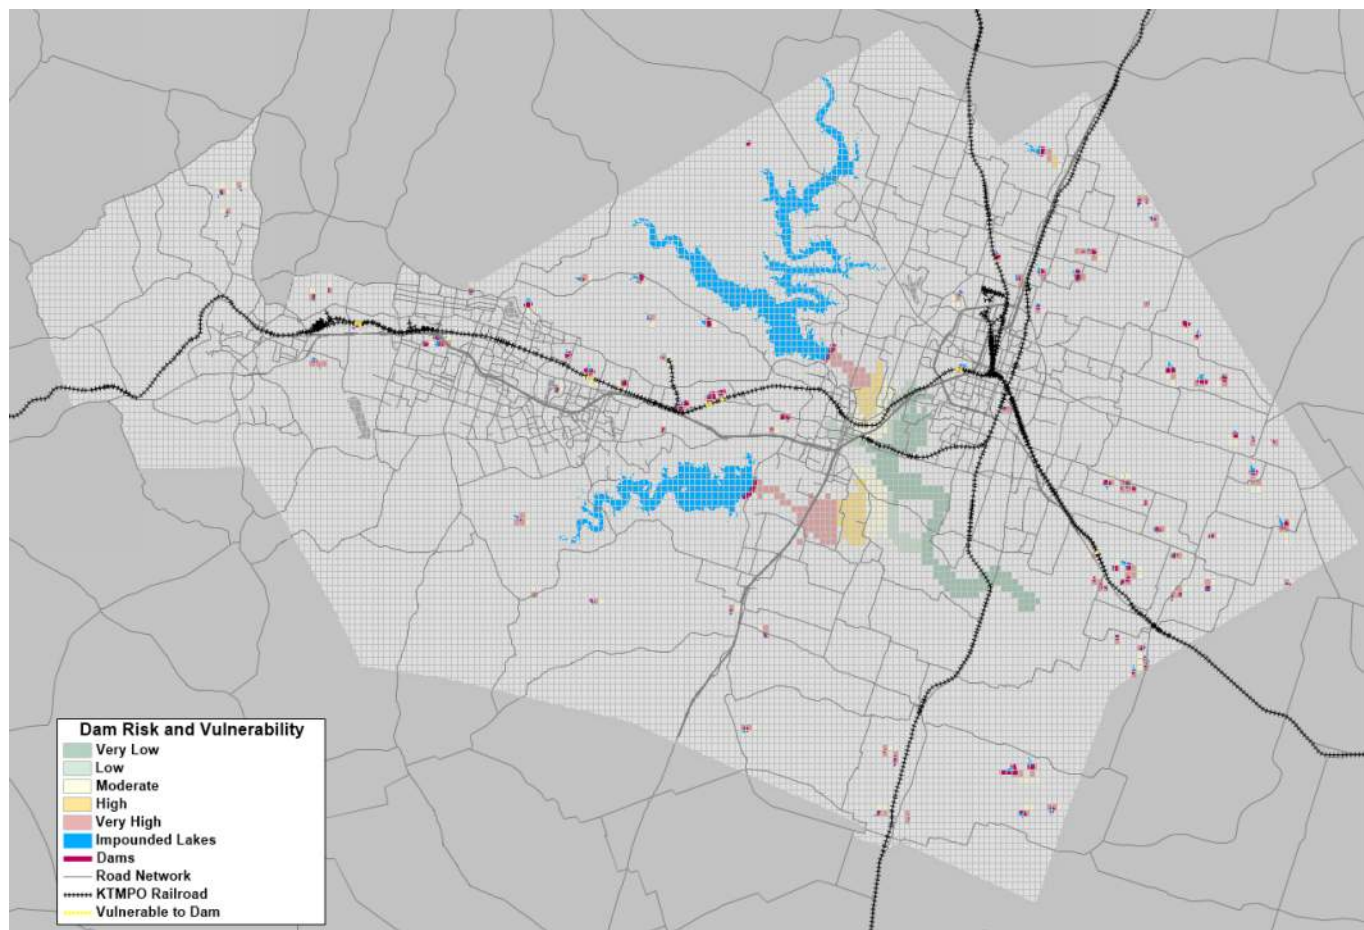 Dam Risk and Vulnerability
Very Low
Low
Moderate
High
Very High
Impounded Lakes
Dams
Road Network
KTMPO Railroad
Vulnerable to Dam